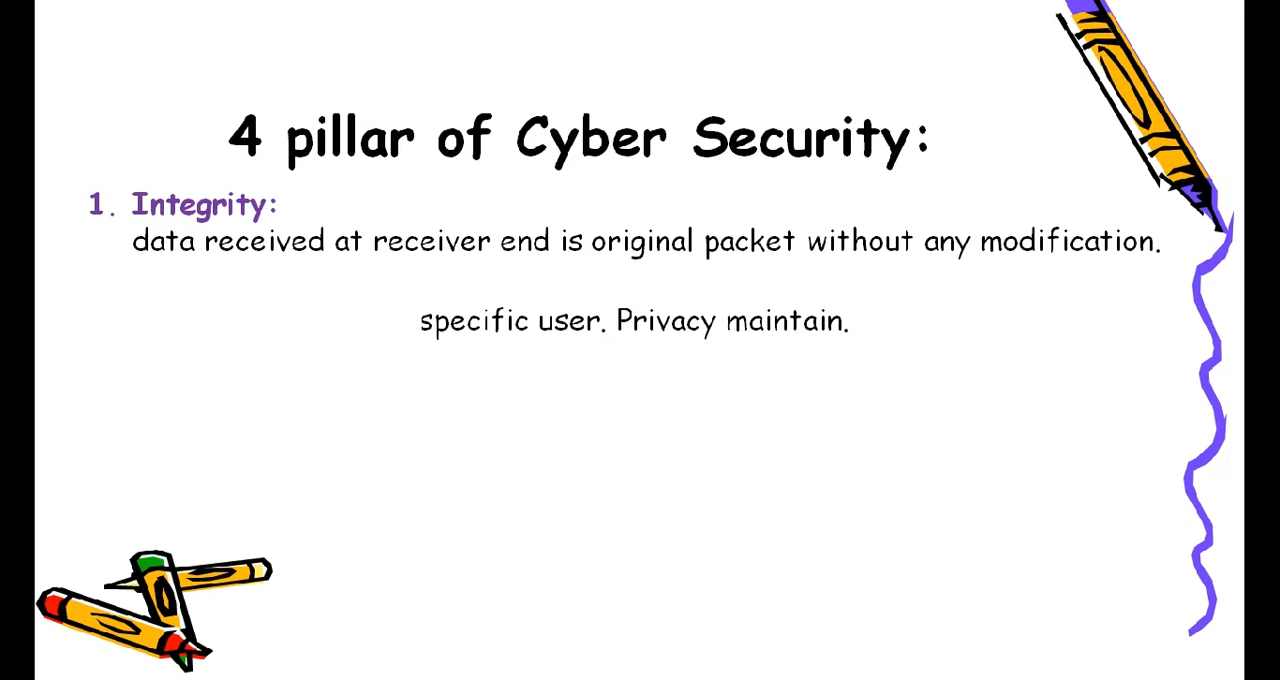 4 pillar of Cyber Security:
1. Integrity:
data received at receiver end is original packet without any modification.
specific user. Privacy maintain.